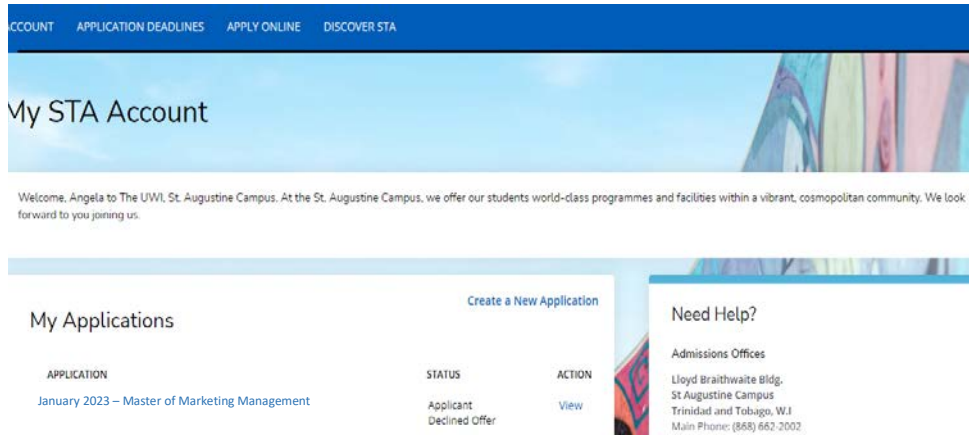 ACCOUNT APPLICATION DEADLINES APPLY ONLINE DISCOVER STA
My STA Account
Welcome, Angela to The UWI, St. Augustine Campus. At the St. Augustine Campus, we offer our students world-class programmes and facilities within a vibrant, cosmopolitan community. We look
forward to you joining us.
Create a New Application
My Applications
APPLICATION STATUS ACTION
January 2023 – Master of Marketing Management
Applicant View
Declined Offer
Need Help?
Admissions Offices
Lloyd Braithwaite Bldg.
St Augustine Campus
Trinidad and Tobago, W.I
Main Phone: (868) 662-2002